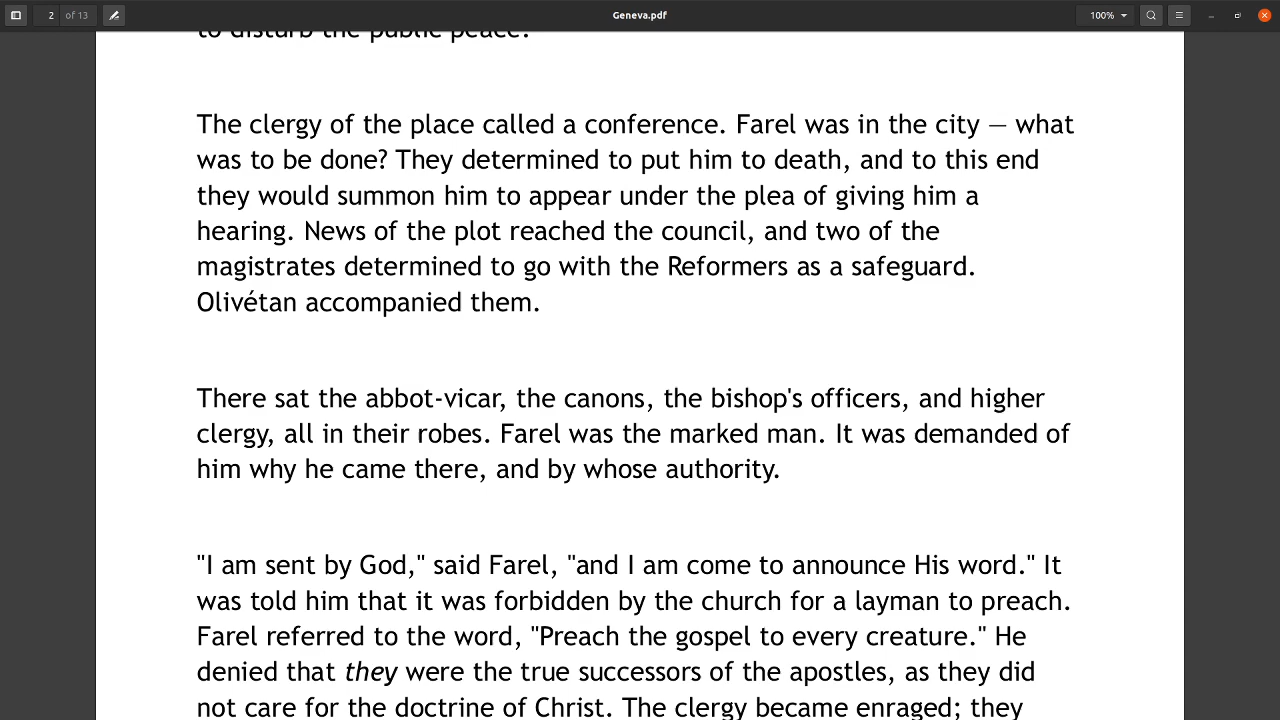 2 of 13
Geneva.pdf
100%
to disturb the public peace.
The clergy of the place called a conference. Farel was in the city — what
was to be done? They determined to put him to death, and to this end
they would summon him to appear under the plea of giving him a
hearing. News of the plot reached the council, and two of the
magistrates determined to go with the Reformers as a safeguard.
Olivétan accompanied them.
There sat the abbot-vicar, the canons, the bishop's officers, and higher
clergy, all in their robes. Farel was the marked man. It was demanded of
him why he came there, and by whose authority.
"I am sent by God," said Farel, "and I am come to announce His word." It
was told him that it was forbidden by the church for a layman to preach.
Farel referred to the word, "Preach the gospel to every creature." He
denied that they were the true successors of the apostles, as they did
not care for the doctrine of Christ. The clergy became enraged; they